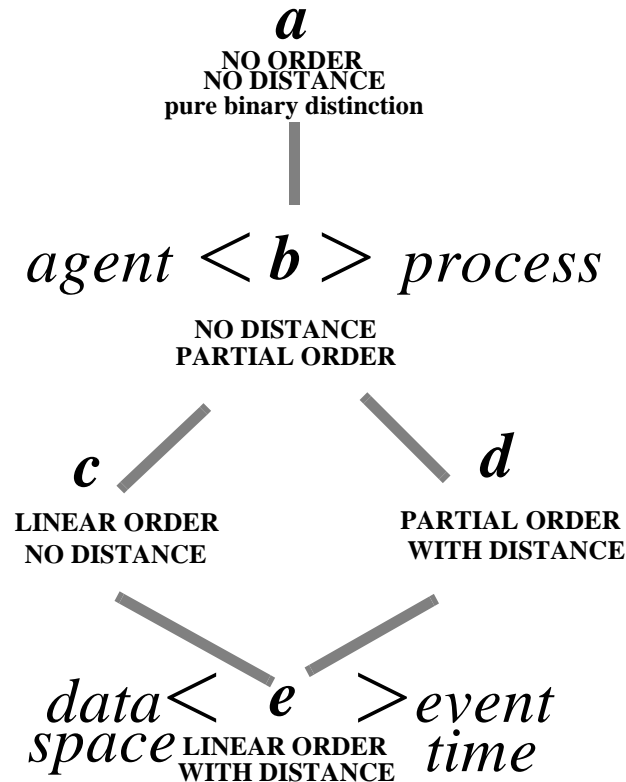 a
NO ORDER
NO DISTANCE
pure binary distinction
agent < b > process
NO DISTANCE
PARTIAL ORDER
c
d
LINEAR ORDER
NO DISTANCE
PARTIAL ORDER
WITH DISTANCE
data < e > event
space LINEAR ORDER time
WITH DISTANCE